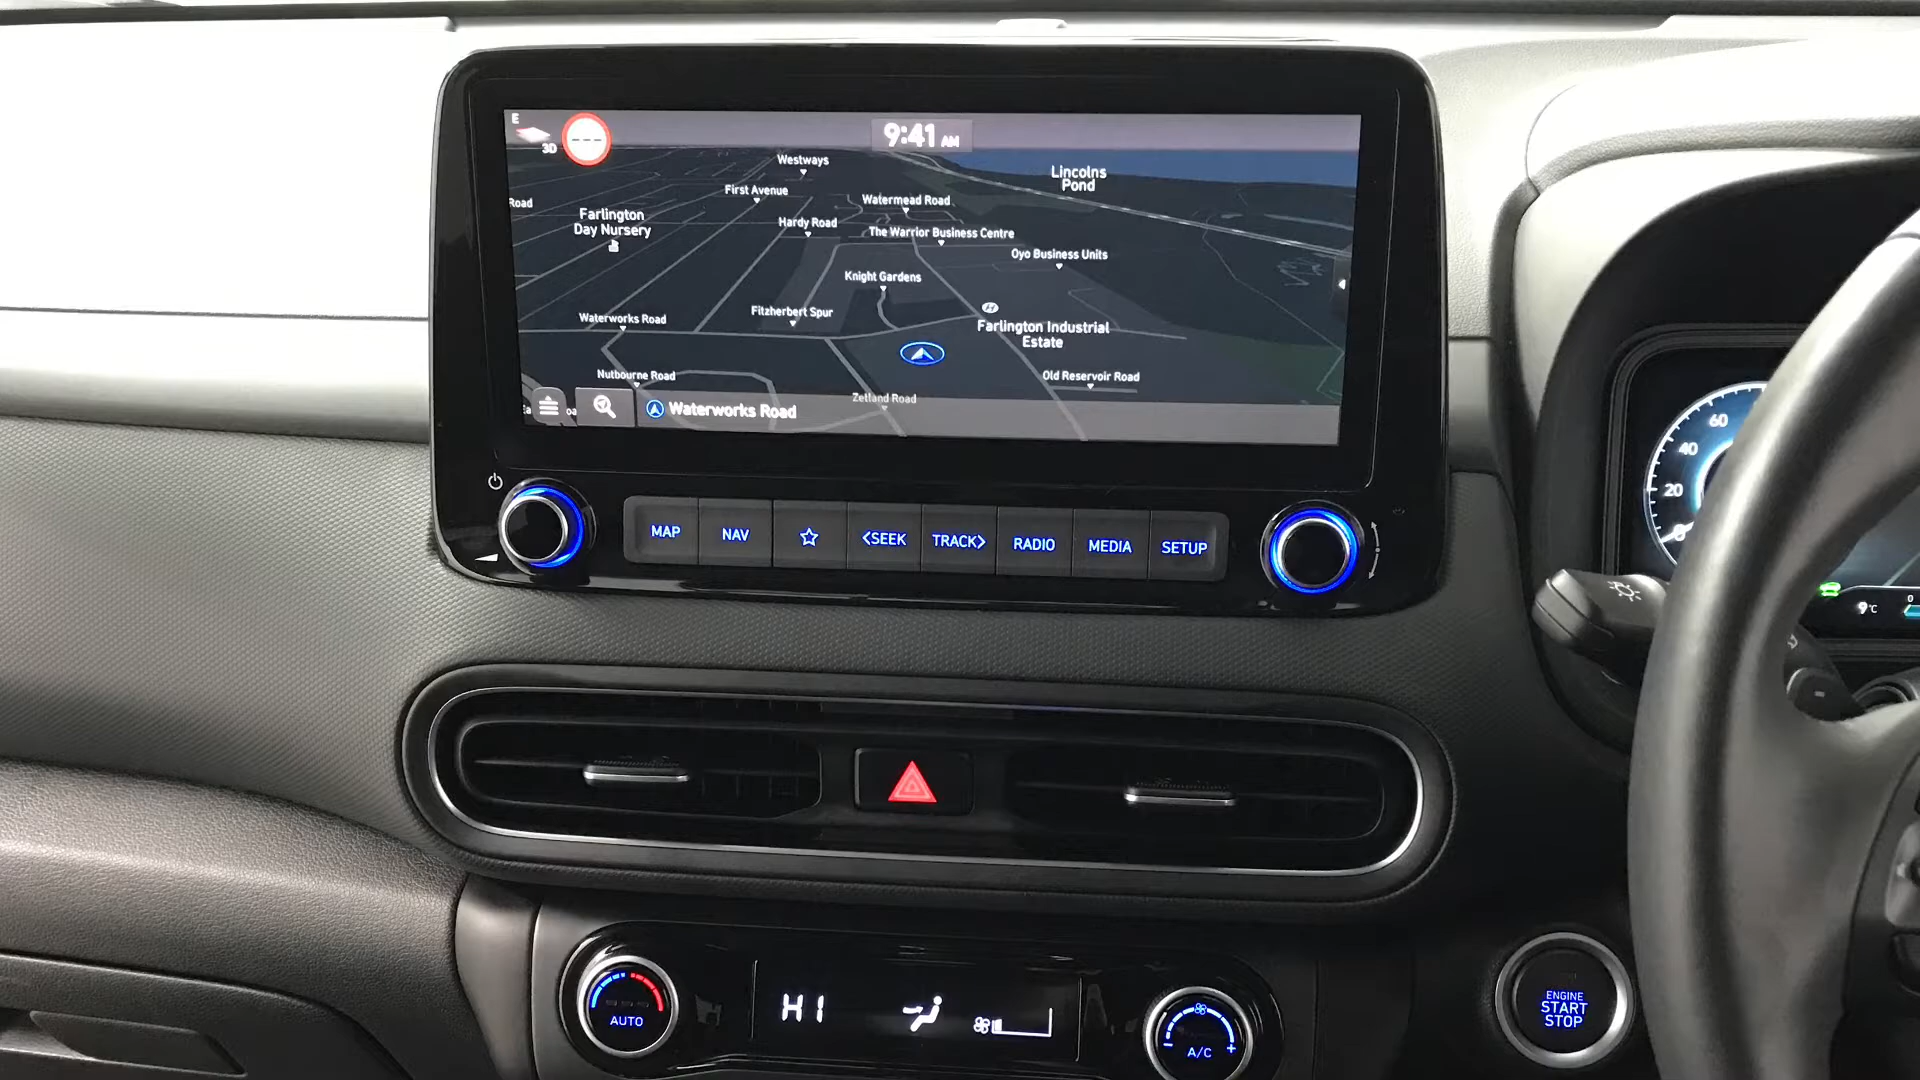 E
3D
9:41 AM
Westways
Lincolns
Pond
First Avenue
Watermead Road
Road
Farlington
Day Nursery
Hardy Road
The Warrior Business Centre
Oyo Business Units
Knight Gardens
Fitzherbert Spur
Waterworks Road
Farlington Industrial
Estate
Nutbourne Road
Old Reservoir Road
Zetland Road
Waterworks Road
MAP
NAV
<SEEK
TRACK>
RADIO
MEDIA
SETUP
60
40
20
0
9°C
0
AUTO
HI
A/C
- +
ENGINE
START
STOP